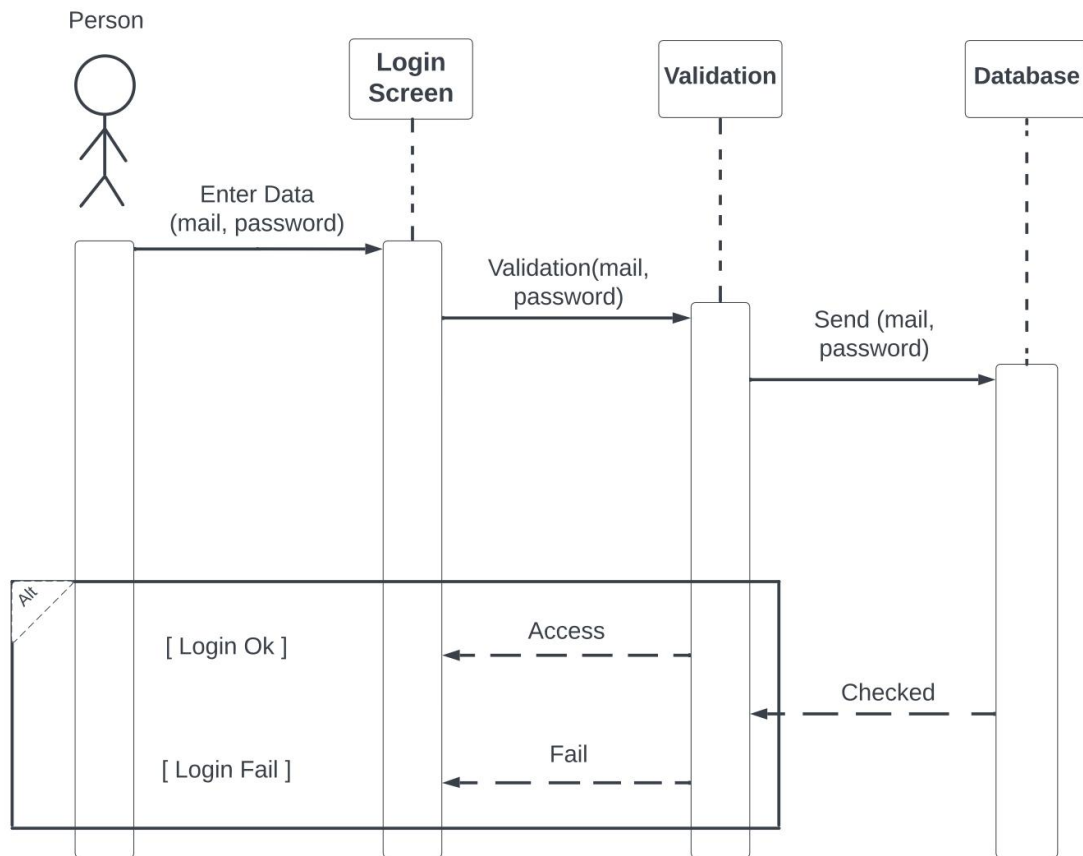 Person
Login
Screen
Validation
Database
Enter Data
(mail, password)
Validation(mail,
password)
Send (mail,
password)
Alt
[ Login Ok ]
Access
Checked
[ Login Fail ]
Fail